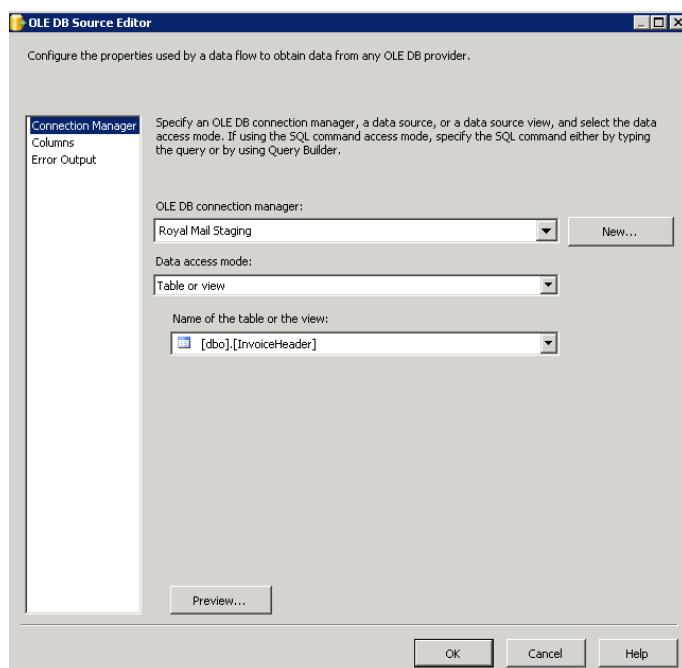 OLE DB Source Editor
Configure the properties used by a data flow to obtain data from any OLE DB provider.
Connection Manager
Columns
Error Output
Specify an OLE DB connection manager, a data source, or a data source view, and select the data
access mode. If using the SQL command access mode, specify the SQL command either by typing
the query or by using Query Builder.
OLE DB connection manager:
Royal Mail Staging
New...
Data access mode:
Table or view
Name of the table or the view:
[dbo].[InvoiceHeader]
Preview...
OK
Cancel
Help